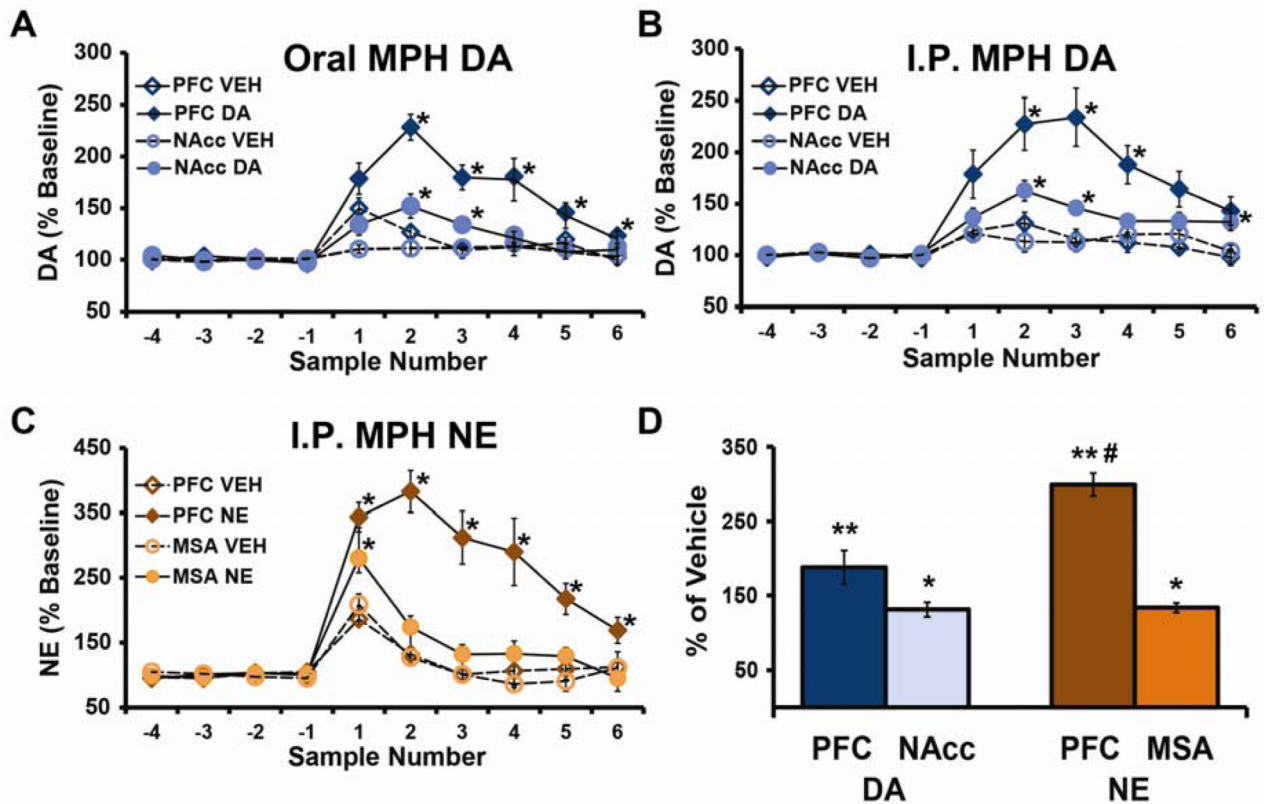 A
Oral MPH DA
DA (% Baseline)
300
250
200
150
100
50
PFC VEH
PFC DA
NAcc VEH
NAcc DA
* * * * * * *
-4 -3 -2 -1 1 2 3 4 5 6
Sample Number
B
I.P. MPH DA
DA (% Baseline)
300
250
200
150
100
50
PFC VEH
PFC DA
NAcc VEH
NAcc DA
* * * * * *
-4 -3 -2 -1 1 2 3 4 5 6
Sample Number
C
I.P. MPH NE
NE (% Baseline)
450
350
250
150
50
PFC VEH
PFC NE
MSA VEH
MSA NE
* * * * * * *
-4 -3 -2 -1 1 2 3 4 5 6
Sample Number
D
% of Vehicle
350
250
150
50
** * ** # *
PFC NAcc PFC MSA
DA NE